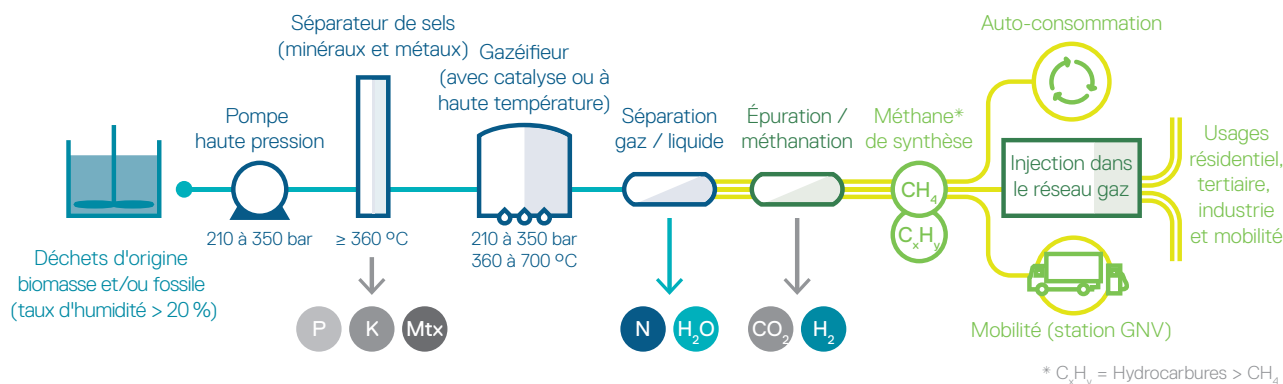 Déchets d'origine
biomasse et/ou fossile
(taux d'humidité > 20 %)
Pompe
haute pression
210 à 350 bar
Séparateur de sels
(minéraux et métaux)
≥ 360 °C
P
K
Mtx
Gazéifieur
(avec catalyse ou à
haute température)
210 à 350 bar
360 à 700 °C
Séparation
gaz / liquide
N
H₂O
Épuration /
méthanation
CO₂
H₂
Méthane*
de synthèse
CH₄
CₓHᵧ
Auto-consommation
Injection dans
le réseau gaz
Mobilité (station GNV)
Usages
résidentiel,
tertiaire,
industrie
et mobilité
* CₓHᵧ = Hydrocarbures > CH₄